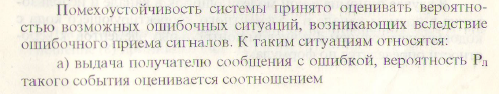 Помехоустойчивость системы принято оценивать вероятно-
стью возможных ошибочных ситуаций, возникающих вследствие
ошибочного приема сигналов. К таким ситуациям относятся:
а) выдача получателю сообщения с ошибкой, вероятность Рл
такого события оценивается соотношением